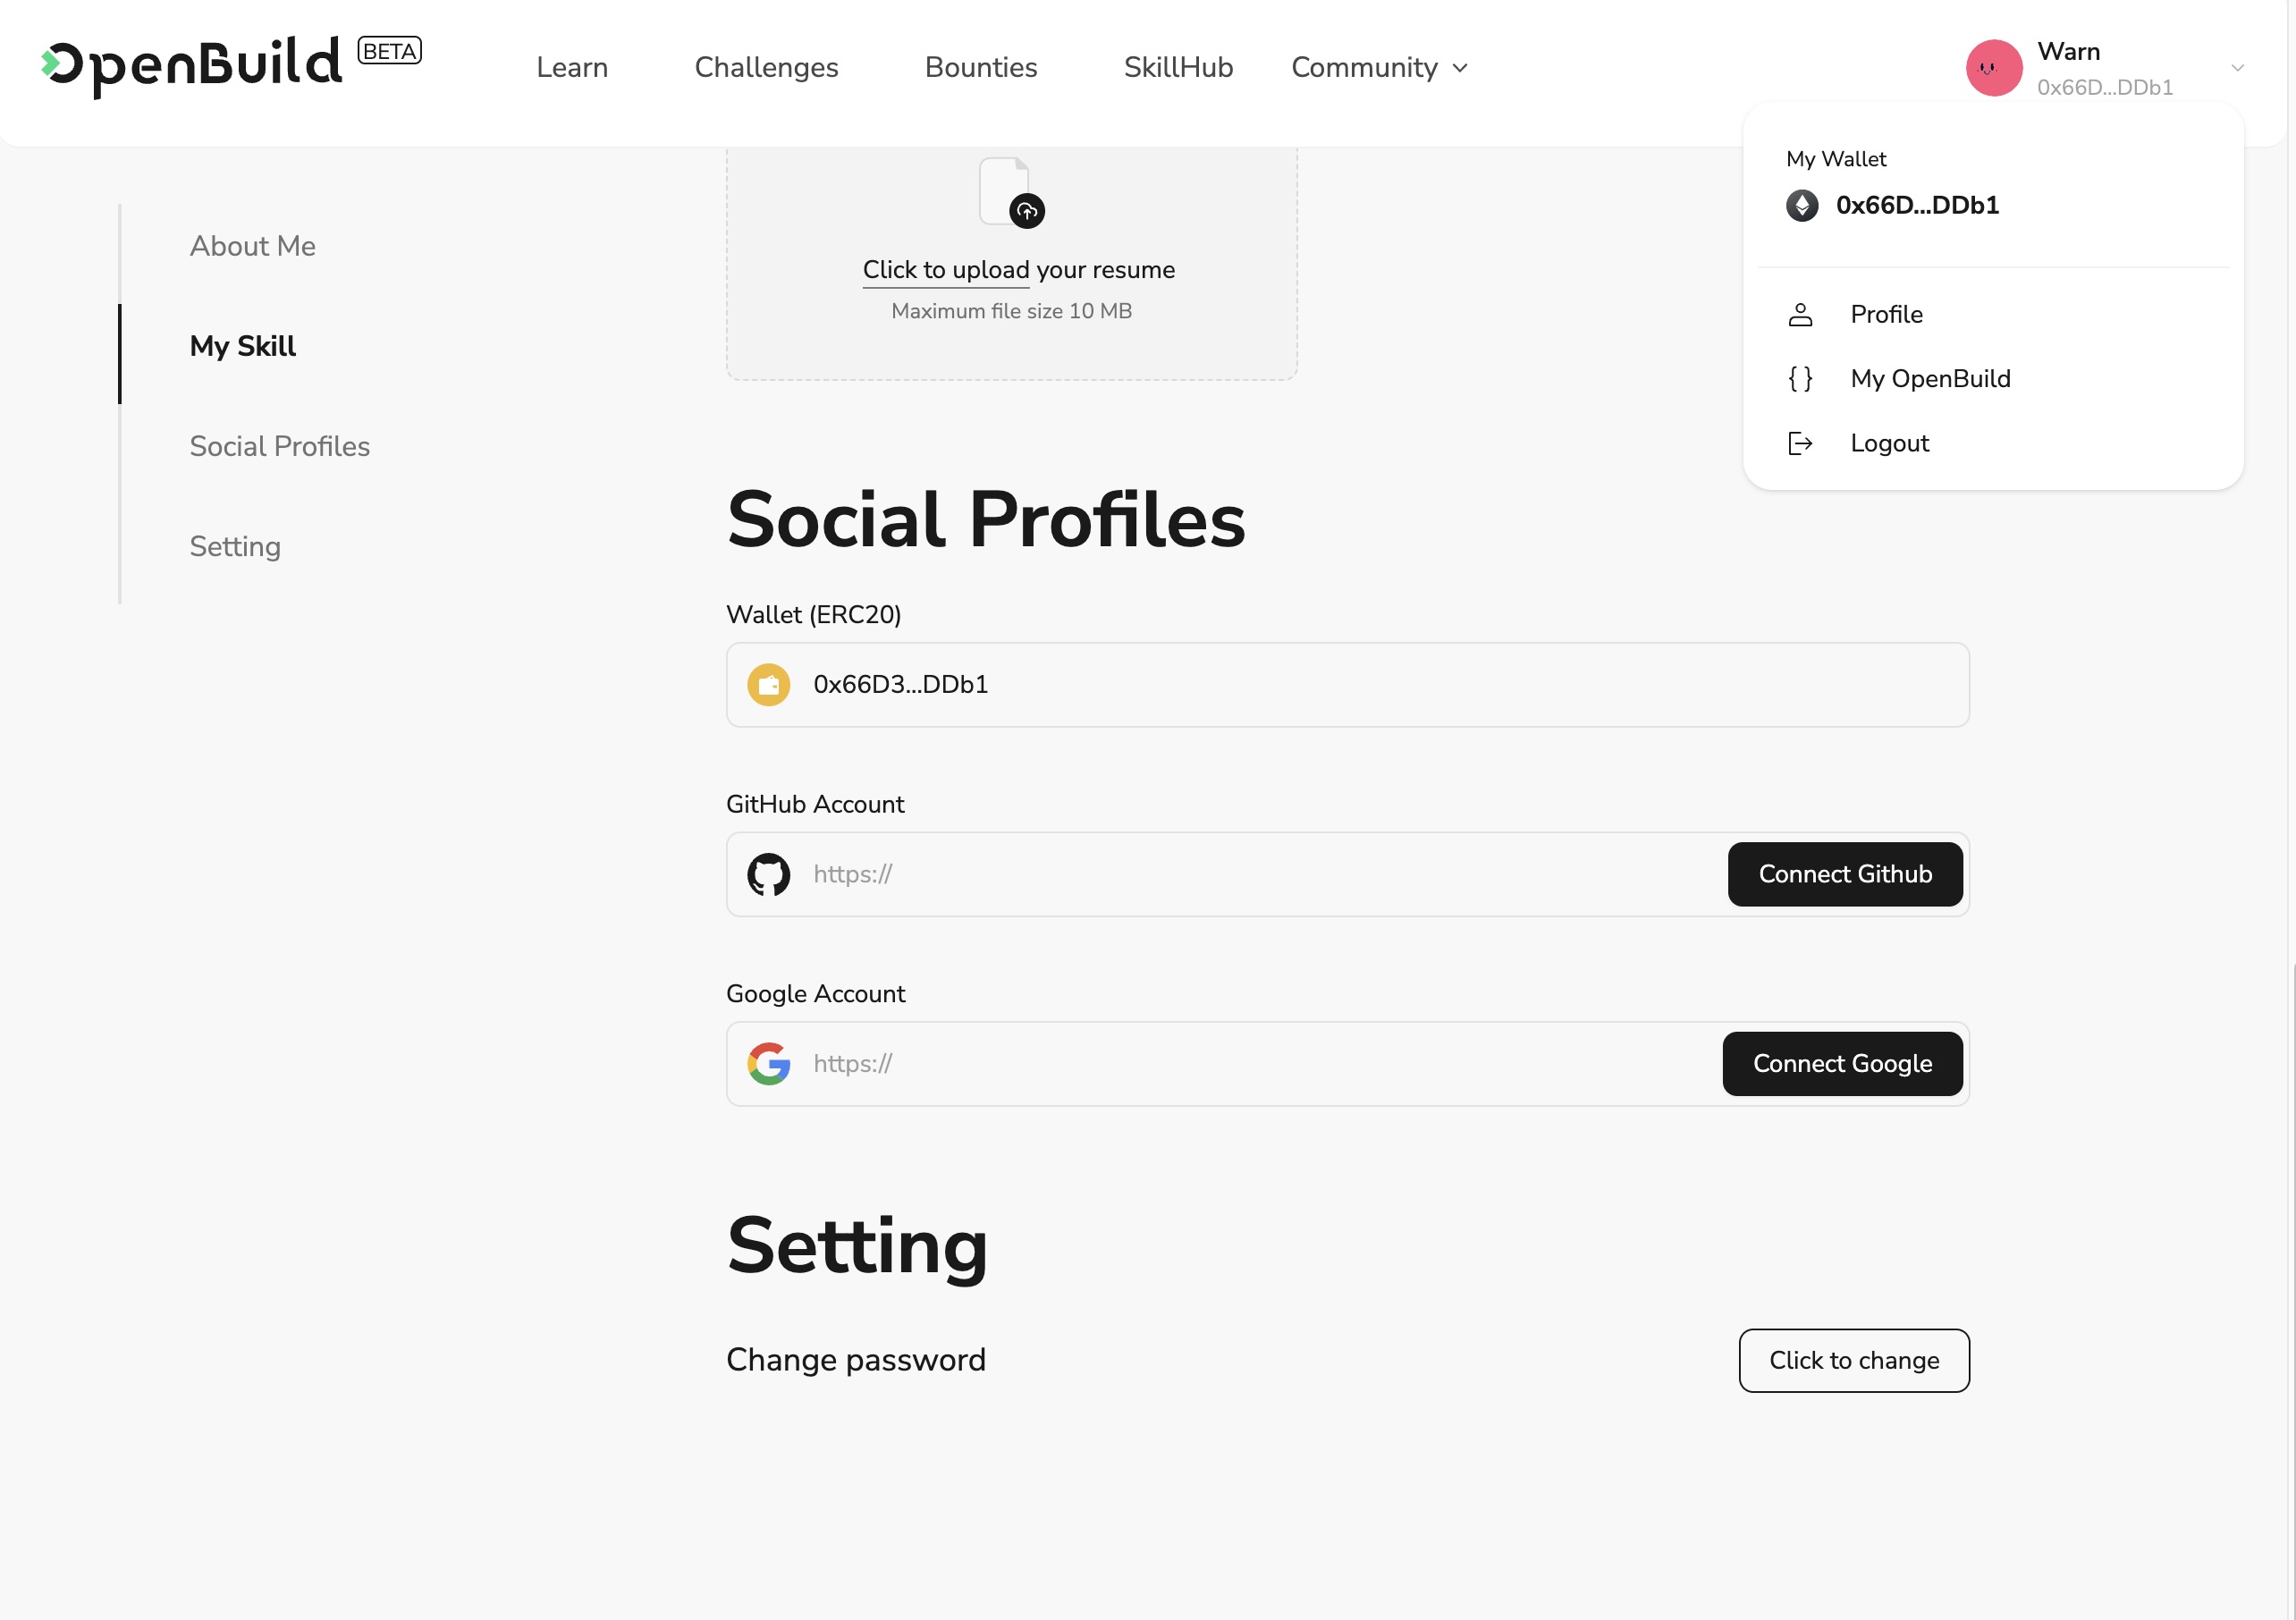 OpenBuild BETA
Learn
Challenges
Bounties
SkillHub
Community
Warn
0x66D...DDb1
My Wallet
0x66D...DDb1
Profile
My OpenBuild
Logout
About Me
My Skill
Social Profiles
Setting
Click to upload your resume
Maximum file size 10 MB
Social Profiles
Wallet (ERC20)
0x66D3...DDb1
GitHub Account
https://
Connect Github
Google Account
https://
Connect Google
Setting
Change password
Click to change